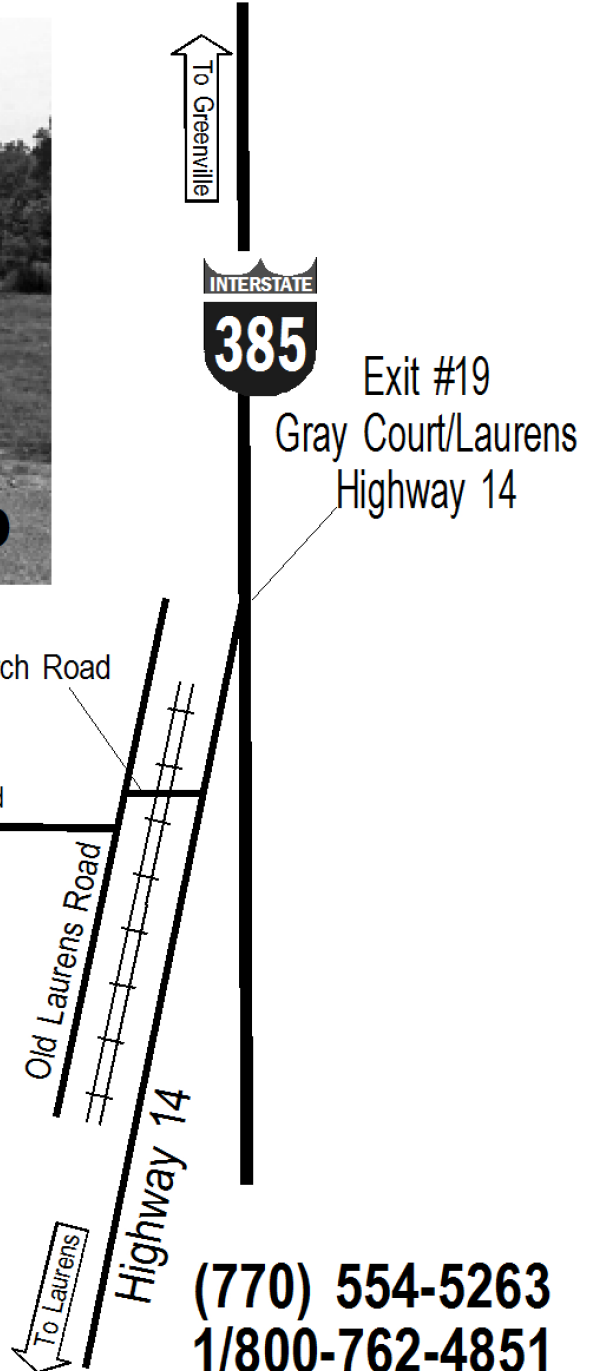 To Greenville
INTERSTATE
385
Exit #19
Gray Court/Laurens
Highway 14
Road
Old Laurens Road
Highway 14
To Laurens
(770) 554-5263
1/800-762-4851